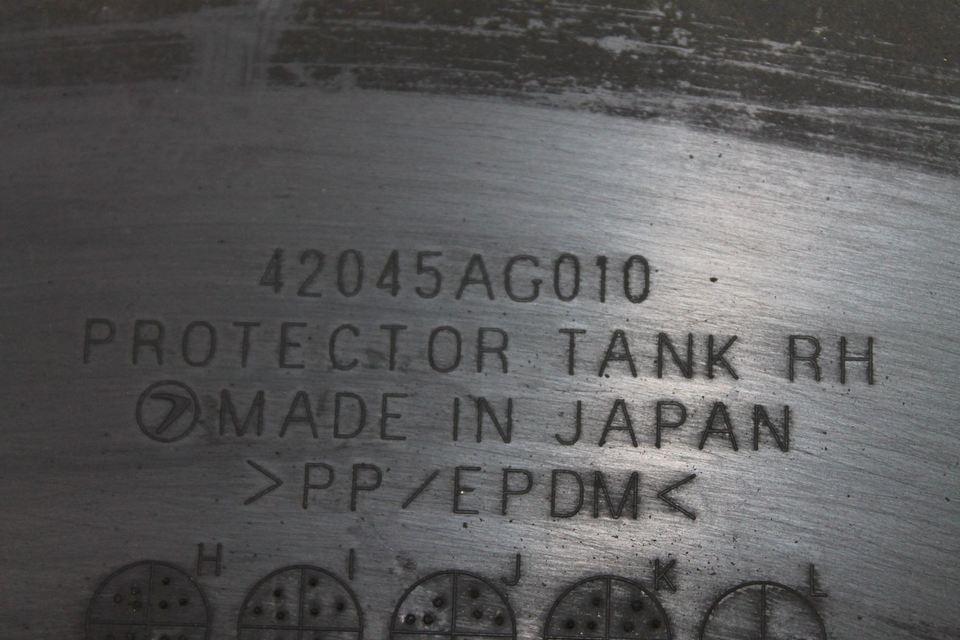 42045AG010
PROTECTOR TANK RH
MADE IN JAPAN
>PP/EPDM<
H I J K L